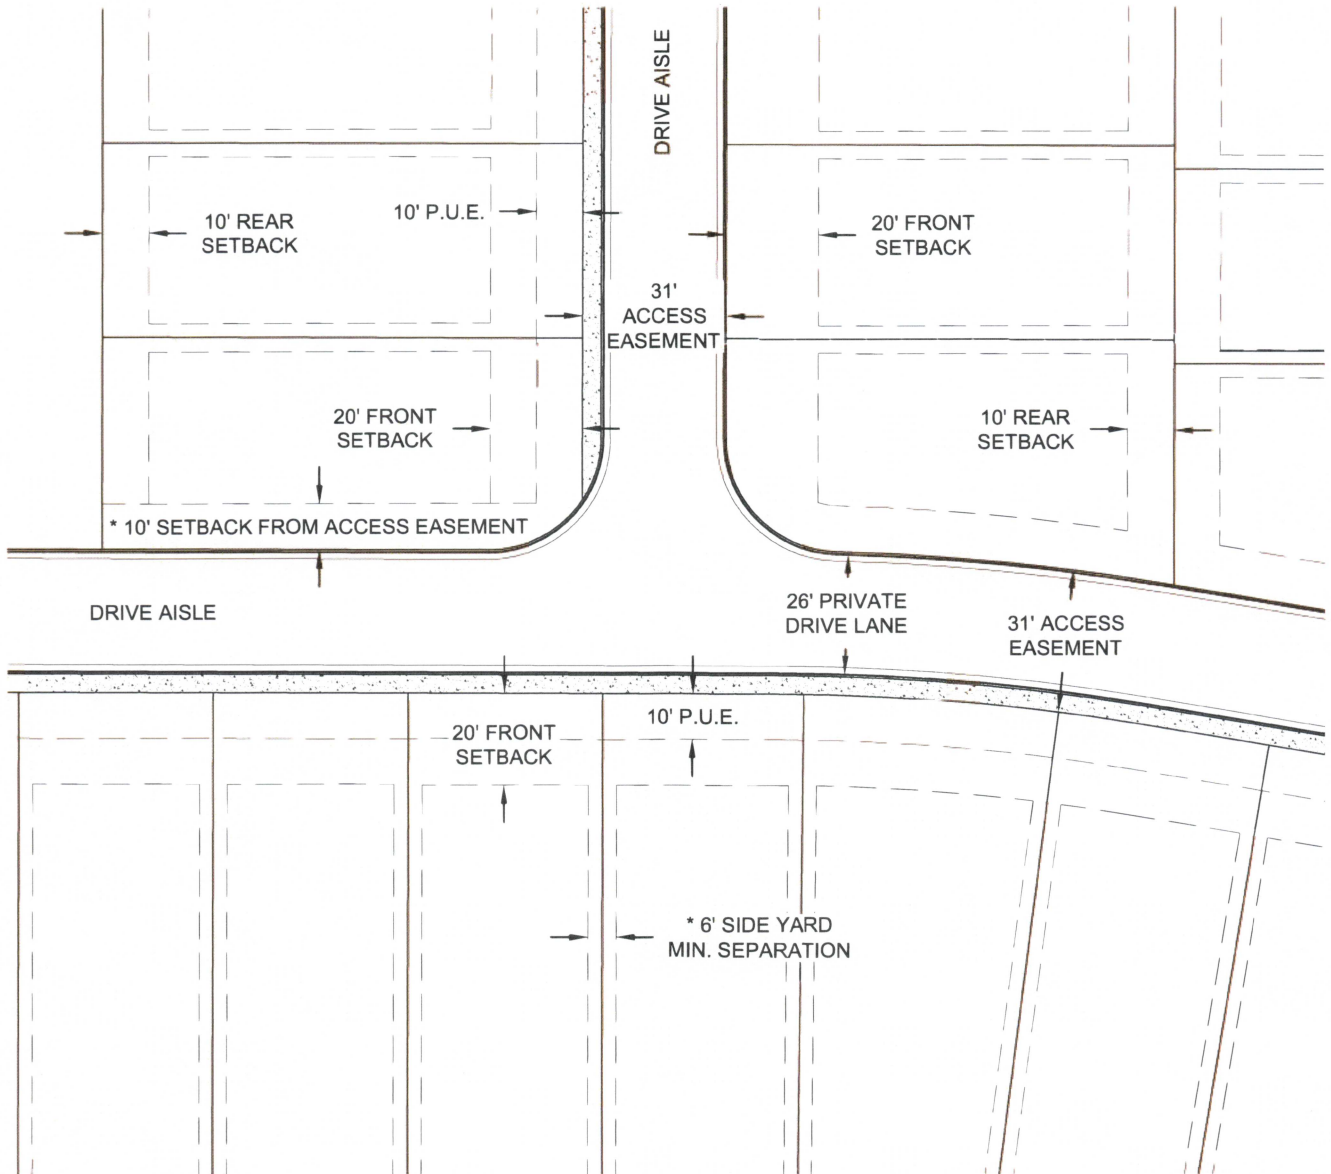 DRIVE AISLE
10' REAR
SETBACK
10' P.U.E.
20' FRONT
SETBACK
31'
ACCESS
EASEMENT
20' FRONT
SETBACK
10' REAR
SETBACK
* 10' SETBACK FROM ACCESS EASEMENT
DRIVE AISLE
26' PRIVATE
DRIVE LANE
31' ACCESS
EASEMENT
20' FRONT
SETBACK
10' P.U.E.
* 6' SIDE YARD
MIN. SEPARATION